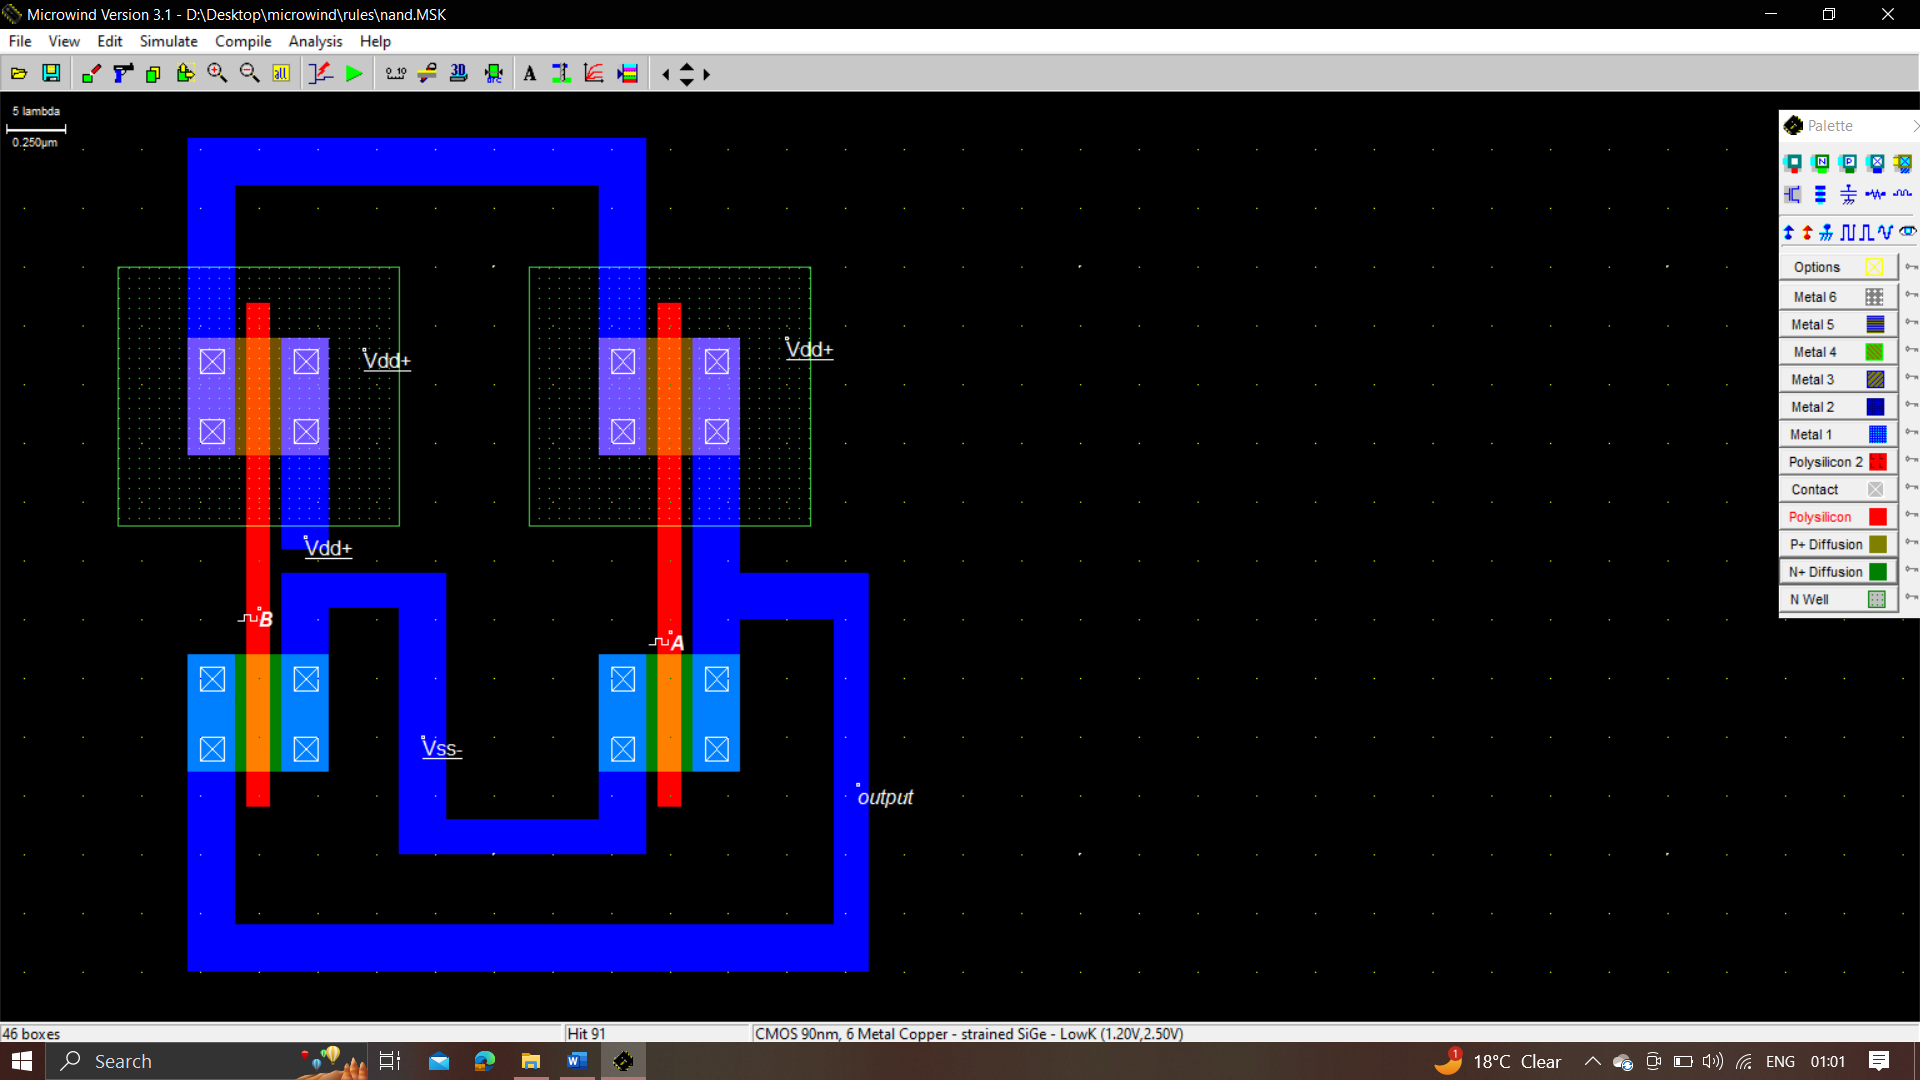 Microwind Version 3.1 - D:\Desktop\microwind\rules\nand.MSK
File View Edit Simulate Compile Analysis Help
5 lambda
0.250µm
Palette
Options
Metal 6
Metal 5
Metal 4
Metal 3
Metal 2
Metal 1
Polysilicon 2
Contact
Polysilicon
P+ Diffusion
N+ Diffusion
N Well
Vdd+
Vdd+
Vdd+
B
A
Vss-
output
46 boxes
Hit 91
CMOS 90nm, 6 Metal Copper - strained SiGe - LowK (1.20V,2.50V)
Search
1
18°C Clear
ENG
01:01